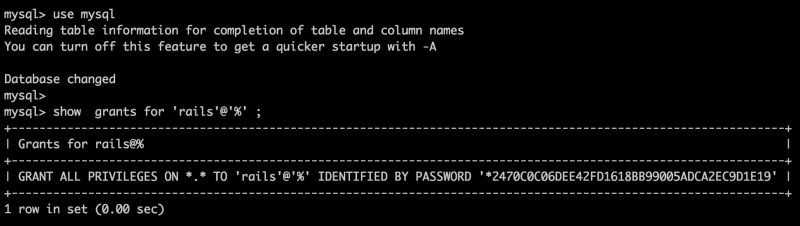 mysql> use mysql
Reading table information for completion of table and column names
You can turn off this feature to get a quicker startup with -A

Database changed
mysql>
mysql> show  grants for 'rails'@'%' ;
+--------------------------------------------------------------------------------------------------------------+
| Grants for rails@%                                                                                           |
+--------------------------------------------------------------------------------------------------------------+
| GRANT ALL PRIVILEGES ON *.* TO 'rails'@'%' IDENTIFIED BY PASSWORD '*2470C0C06DEE42FD1618BB99005ADCA2EC9D1E19' |
+--------------------------------------------------------------------------------------------------------------+
1 row in set (0.00 sec)